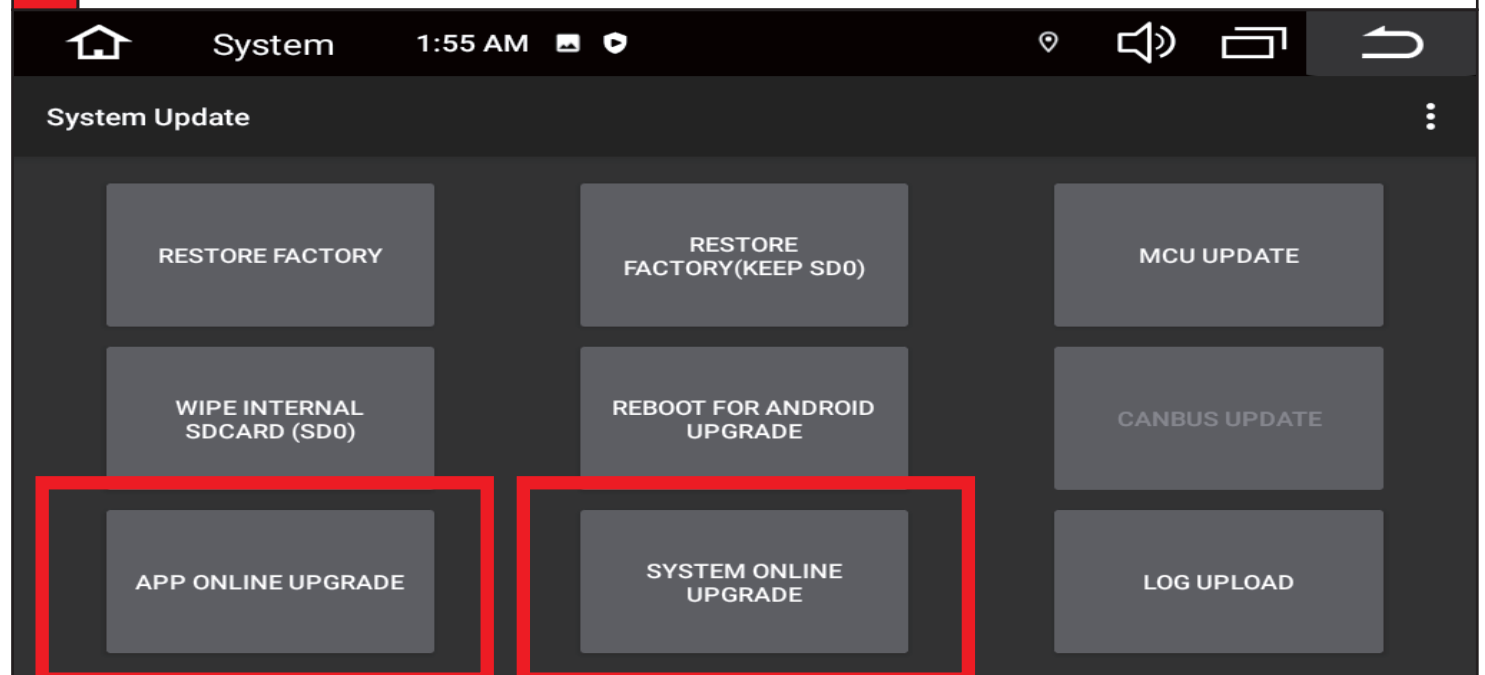 System 1:55 AM
System Update
RESTORE FACTORY
RESTORE
FACTORY(KEEP SD0)
MCU UPDATE
WIPE INTERNAL
SDCARD (SD0)
REBOOT FOR ANDROID
UPGRADE
CANBUS UPDATE
APP ONLINE UPGRADE
SYSTEM ONLINE
UPGRADE
LOG UPLOAD